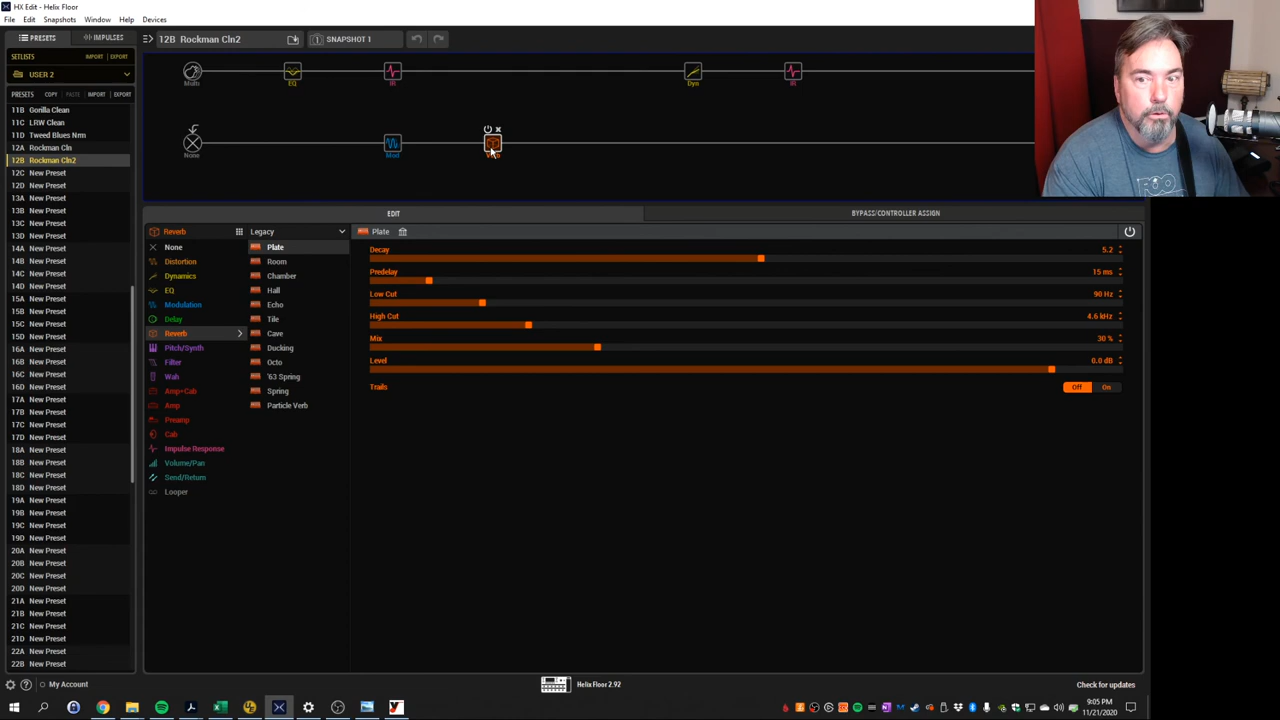 HX Edit - Helix Floor
File Edit Snapshots Window Help Devices
PRESETS IMPULSES
12B Rockman Cln2
1 SNAPSHOT 1
SETLISTS IMPORT EXPORT
USER 2
PRESETS COPY PASTE IMPORT EXPORT
11B Gorilla Clean
11C LRW Clean
11D Tweed Blues Nrm
12A Rockman Cln
12B Rockman Cln2
12C New Preset
12D New Preset
13A New Preset
13B New Preset
13C New Preset
13D New Preset
14A New Preset
14B New Preset
14C New Preset
14D New Preset
15A New Preset
15B New Preset
15C New Preset
15D New Preset
16A New Preset
16B New Preset
16C New Preset
16D New Preset
17A New Preset
17B New Preset
17C New Preset
17D New Preset
18A New Preset
18B New Preset
18C New Preset
18D New Preset
19A New Preset
19B New Preset
19C New Preset
19D New Preset
20A New Preset
20B New Preset
20C New Preset
20D New Preset
21A New Preset
21B New Preset
21C New Preset
21D New Preset
22A New Preset
22B New Preset
Multi EQ IR Dyn IR
None Mod Verb
EDIT BYPASS/CONTROLLER ASSIGN
Reverb
None
Distortion
Dynamics
EQ
Modulation
Delay
Reverb
Pitch/Synth
Filter
Wah
Amp+Cab
Amp
Preamp
Cab
Impulse Response
Volume/Pan
Send/Return
Looper
Legacy
Plate
Room
Chamber
Hall
Echo
Tile
Cave
Ducking
Octo
'63 Spring
Spring
Particle Verb
Plate
Decay 5.2
Predelay 15 ms
Low Cut 90 Hz
High Cut 4.6 kHz
Mix 30 %
Level 0.0 dB
Trails Off On
My Account
Helix Floor 2.92
Check for updates
9:05 PM
11/21/2020